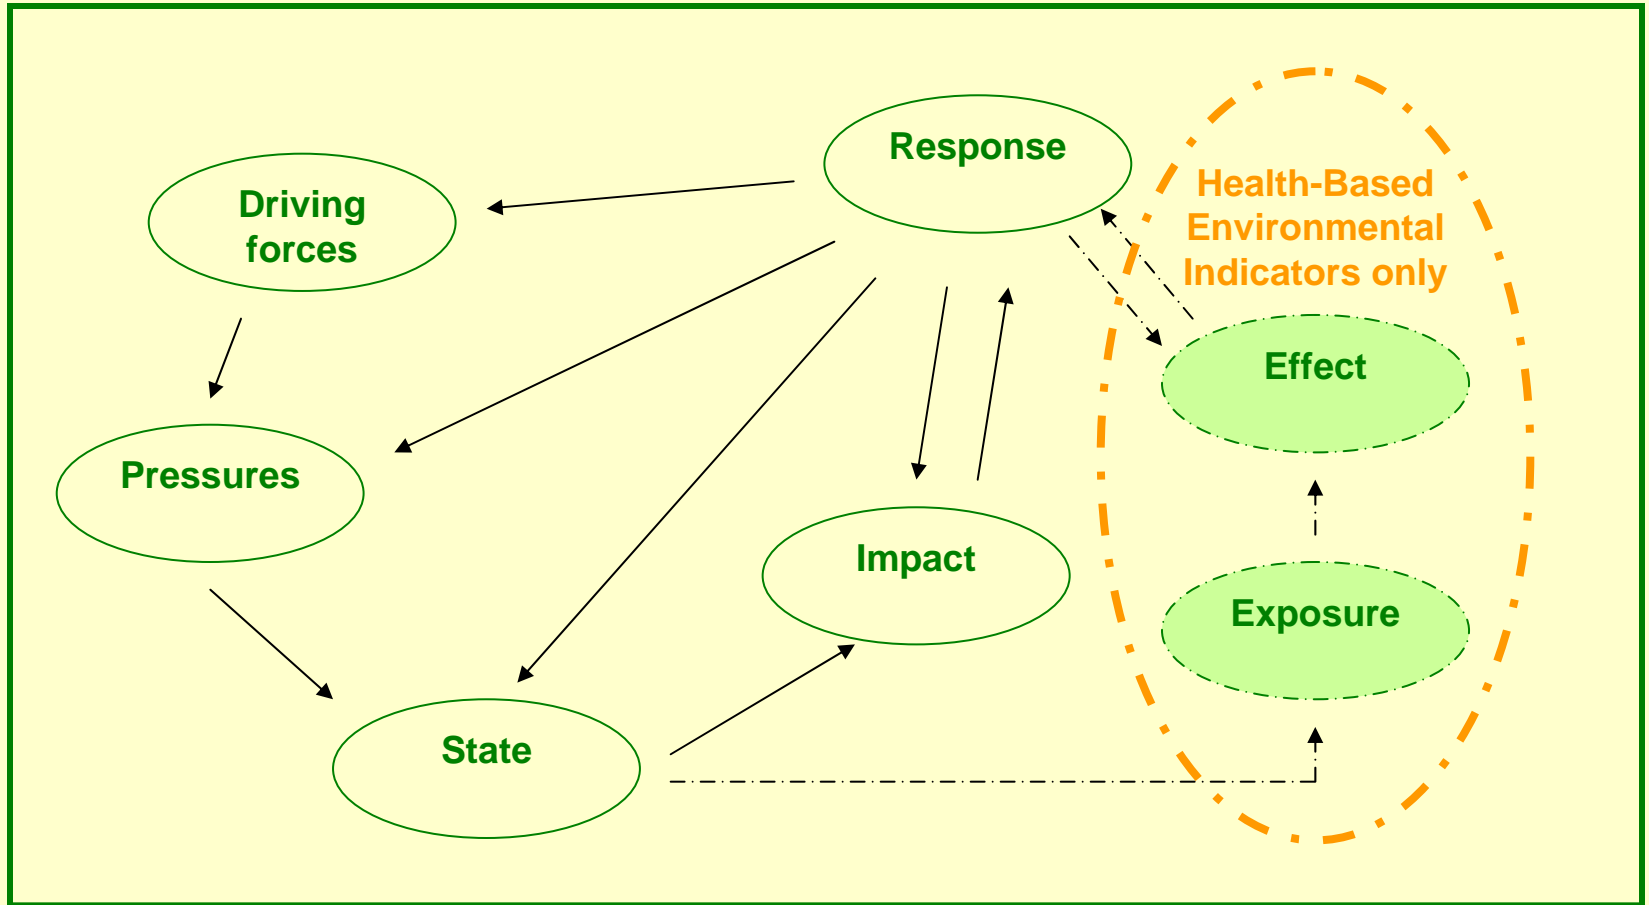 Response
Driving
forces
Health-Based
Environmental
Indicators only
Effect
Pressures
Impact
Exposure
State